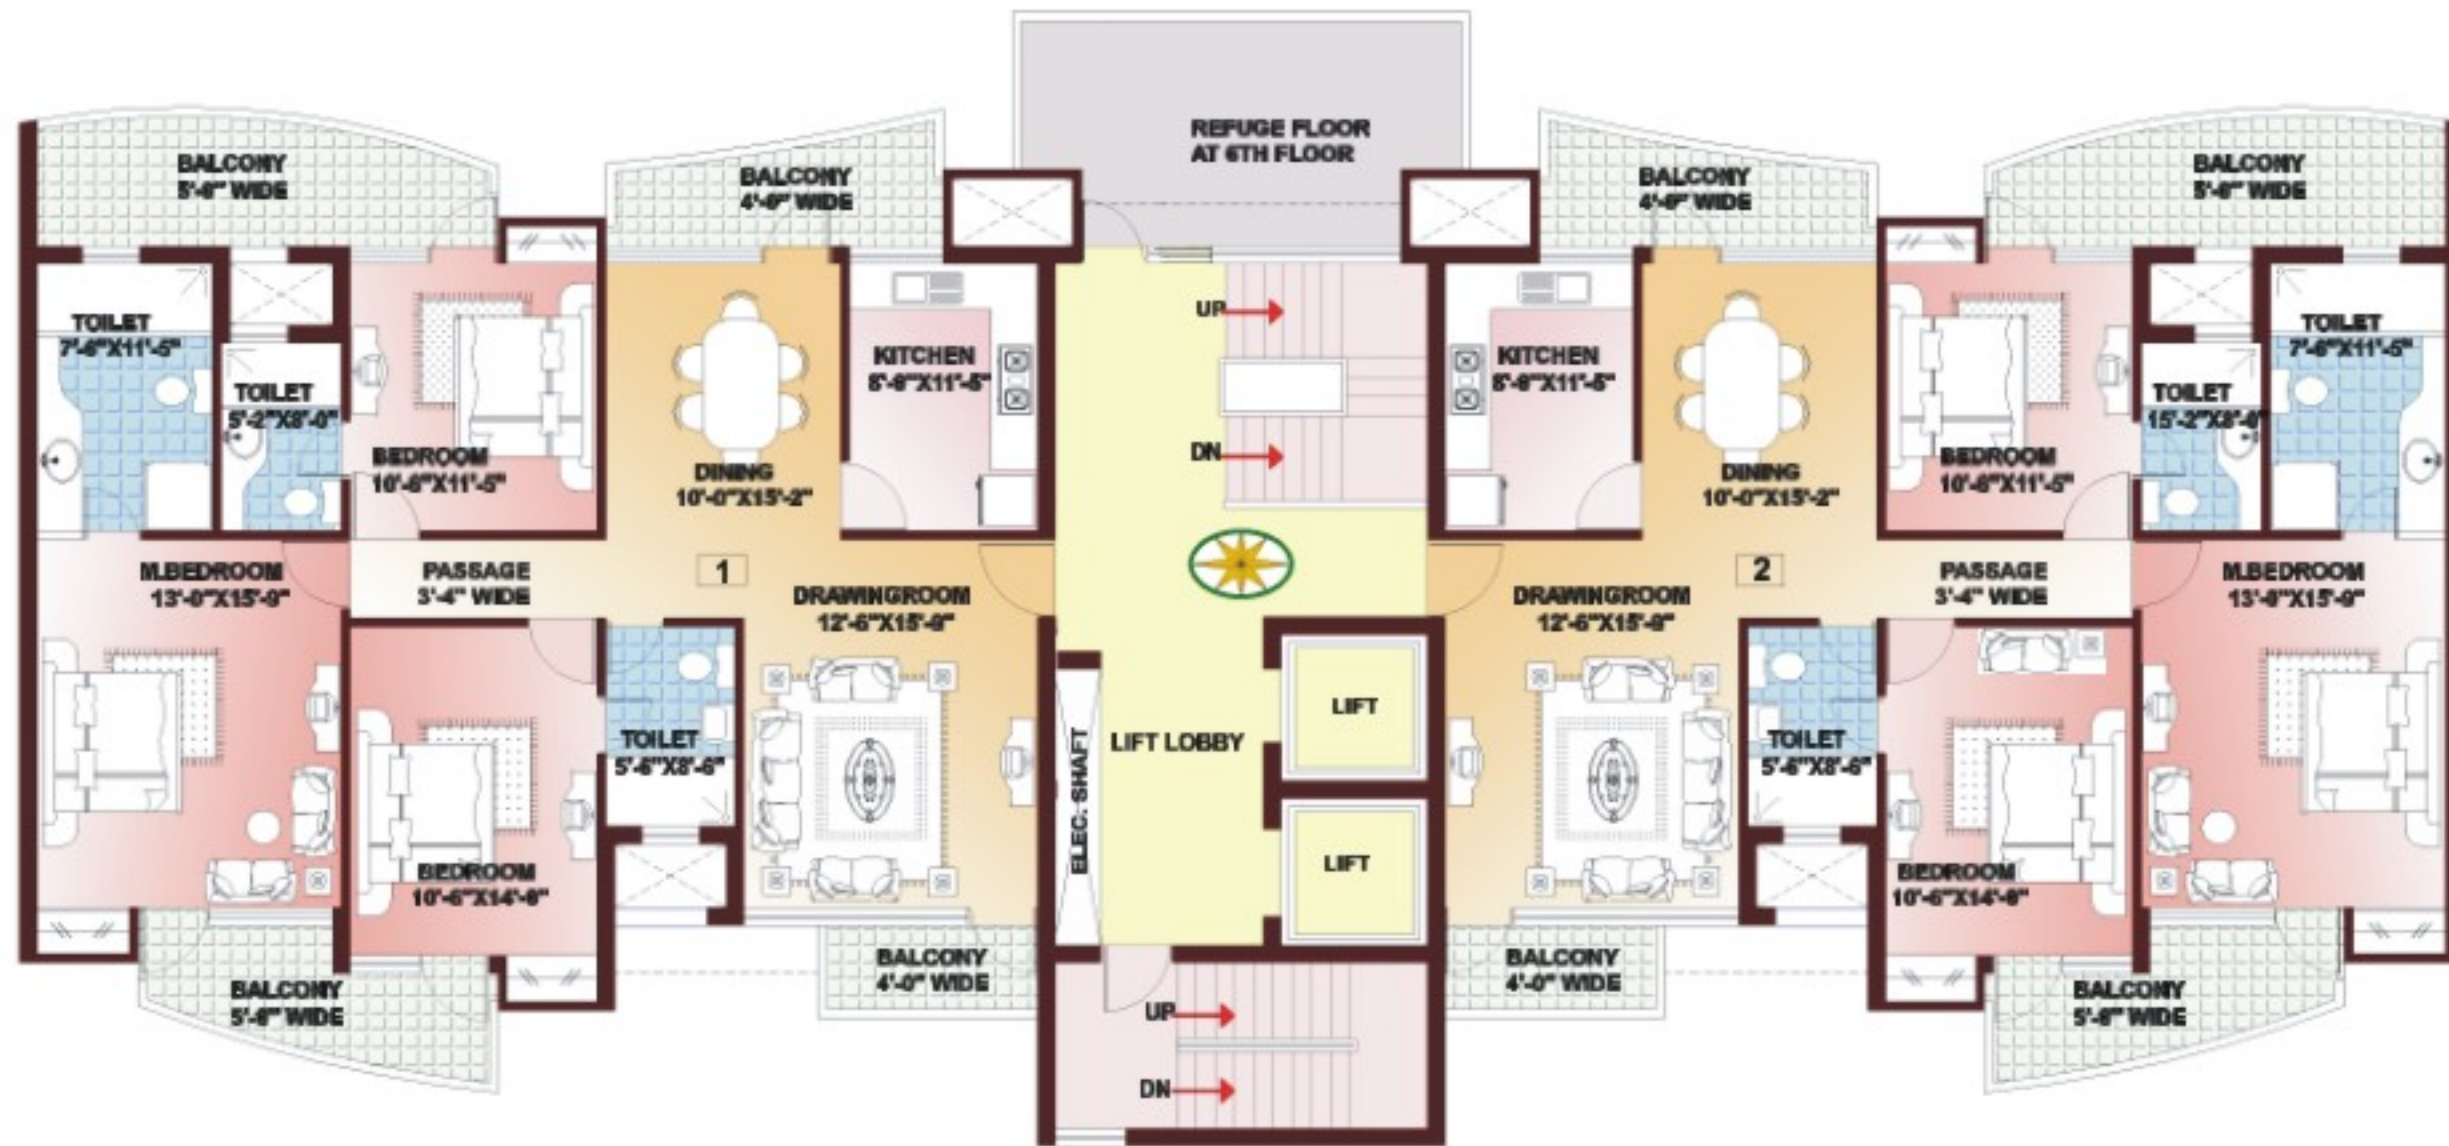 REFUGE FLOOR
AT 6TH FLOOR
BALCONY
5'-6" WIDE
BALCONY
4'-0" WIDE
BALCONY
4'-0" WIDE
BALCONY
5'-6" WIDE
TOILET
7'-6"X11'-5"
TOILET
5'-2"X8'-0"
BEDROOM
10'-6"X11'-5"
DINING
10'-0"X15'-2"
KITCHEN
8'-9"X11'-5"
UP
DN
KITCHEN
8'-9"X11'-5"
DINING
10'-0"X15'-2"
BEDROOM
10'-6"X11'-5"
TOILET
15'-2"X8'-0"
TOILET
7'-6"X11'-5"
M.BEDROOM
13'-0"X15'-9"
PASSAGE
3'-4" WIDE
1
DRAWINGROOM
12'-6"X15'-9"
2
DRAWINGROOM
12'-6"X15'-9"
PASSAGE
3'-4" WIDE
M.BEDROOM
13'-0"X15'-9"
TOILET
5'-6"X8'-6"
ELEC. SHAFT
LIFT LOBBY
LIFT
LIFT
TOILET
5'-6"X8'-6"
BEDROOM
10'-6"X14'-9"
BEDROOM
10'-6"X14'-9"
BALCONY
5'-6" WIDE
BALCONY
4'-0" WIDE
UP
DN
BALCONY
4'-0" WIDE
BALCONY
5'-6" WIDE